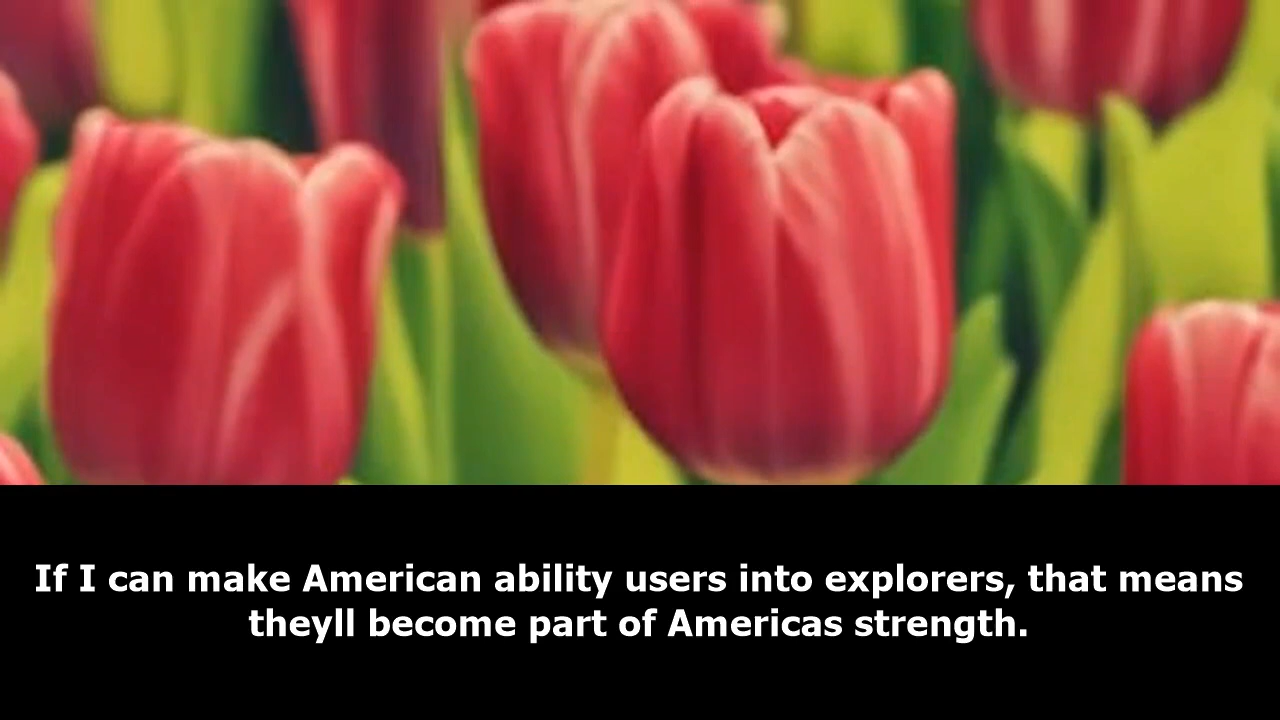 If I can make American ability users into explorers, that means
theyll become part of Americas strength.